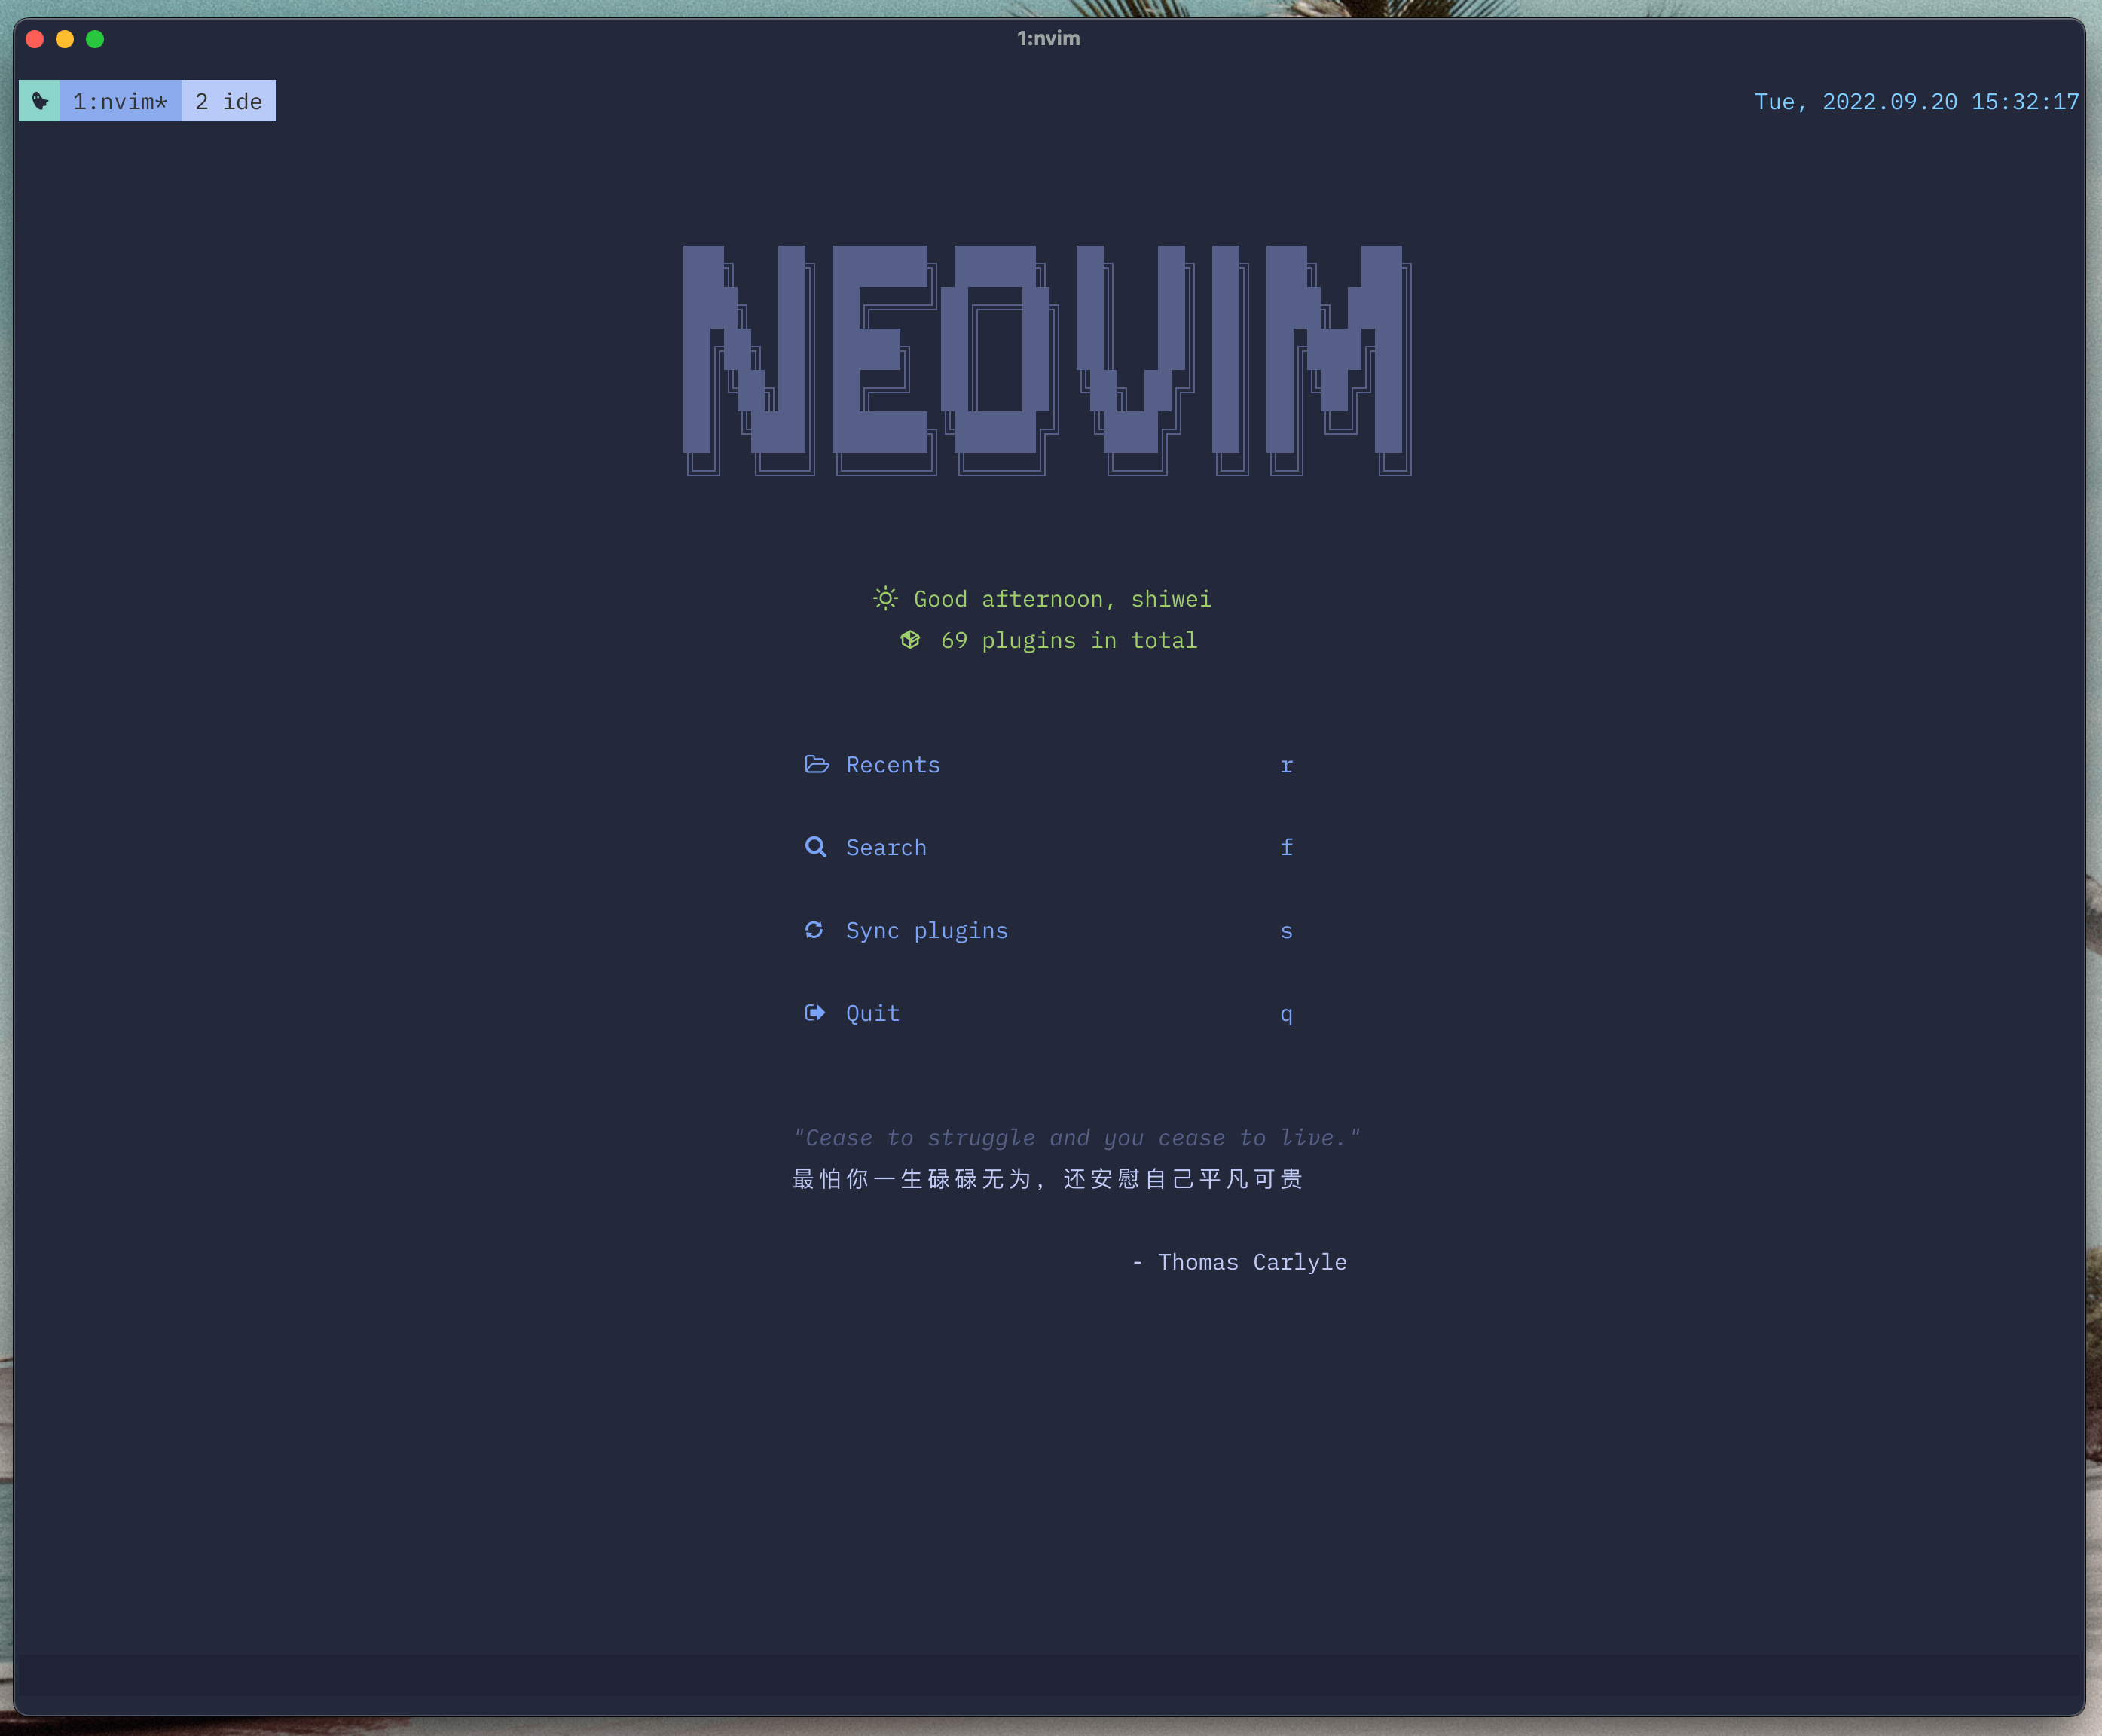 1:nvim
1:nvim* 2 ide Tue, 2022.09.20 15:32:17
NEOVIM
Good afternoon, shiwei
69 plugins in total
Recents r
Search f
Sync plugins s
Quit q
"Cease to struggle and you cease to live."
最怕你一生碌碌无为，还安慰自己平凡可贵
- Thomas Carlyle